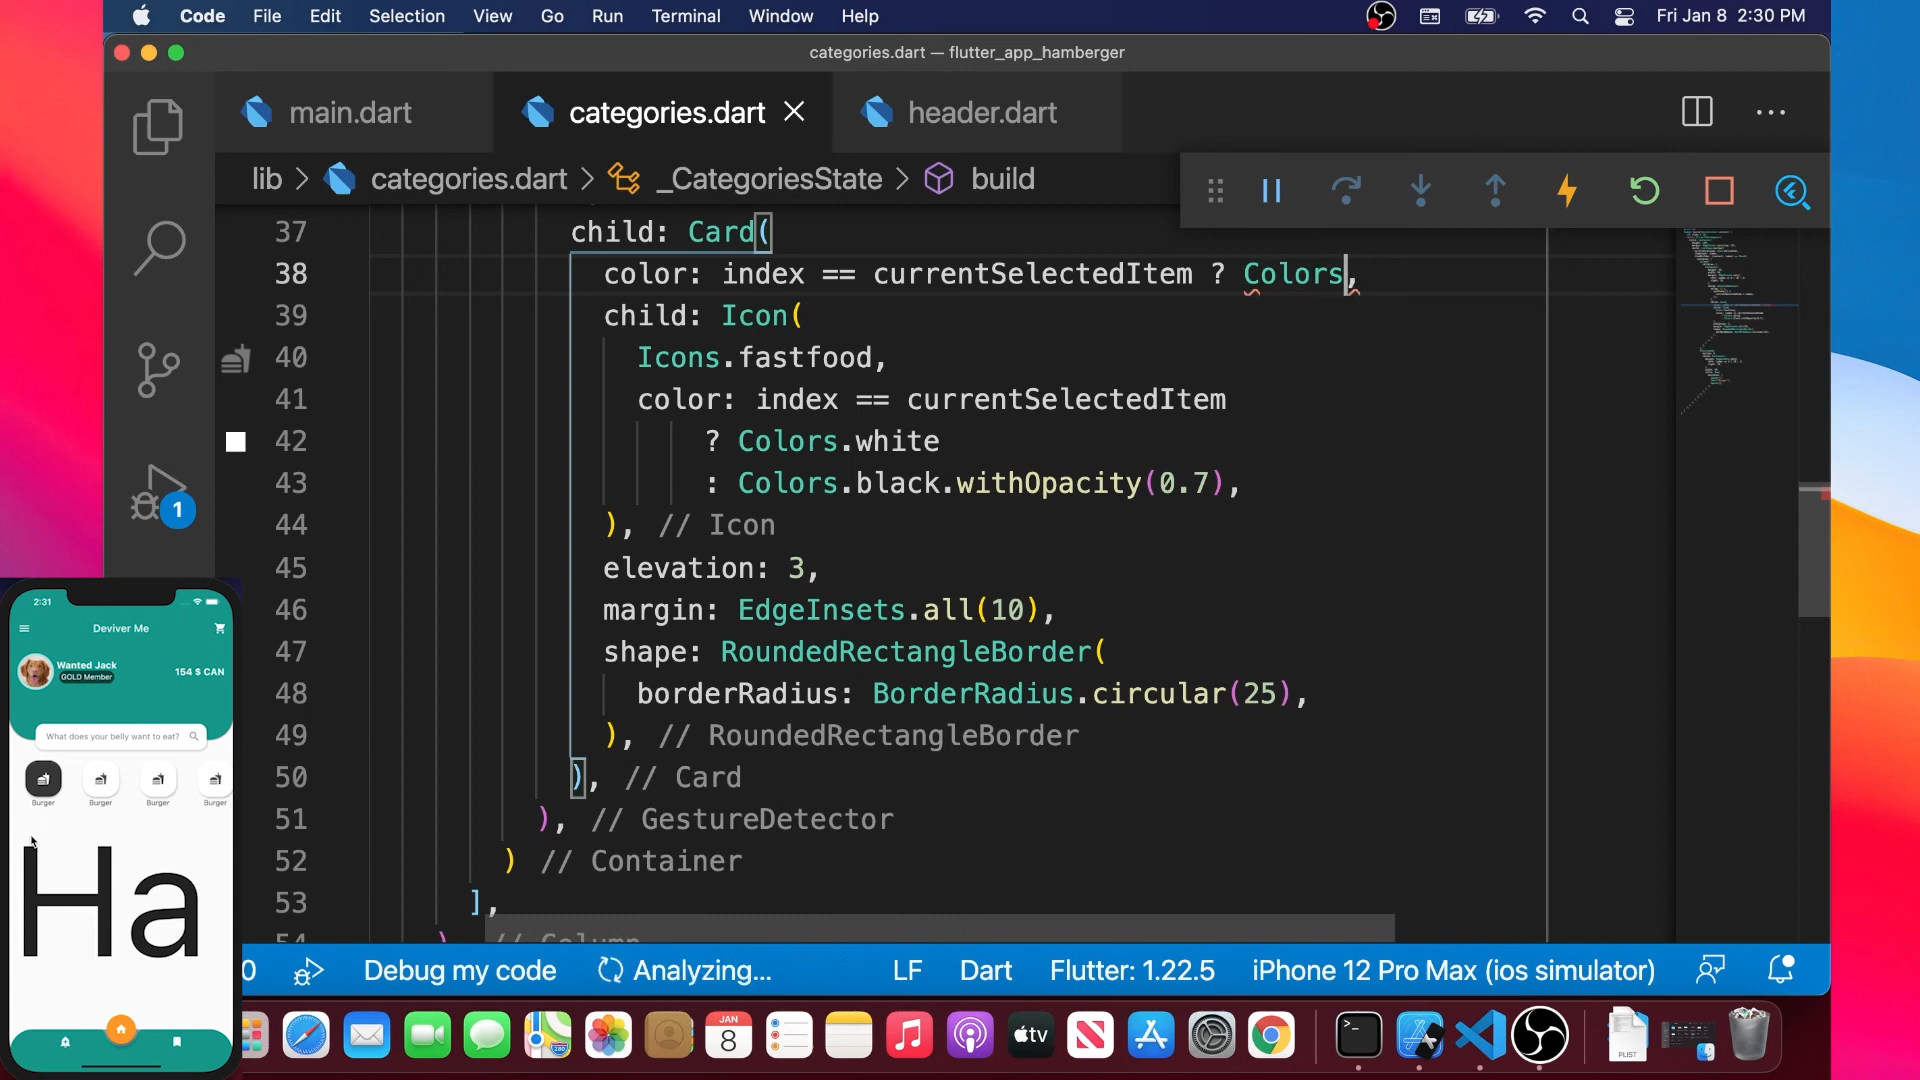 Code File Edit Selection View Go Run Terminal Window Help Fri Jan 8 2:30 PM
categories.dart — flutter_app_hamberger
main.dart categories.dart header.dart
lib > categories.dart > _CategoriesState > build
37 child: Card(
38 color: index == currentSelectedItem ? Colors,
39 child: Icon(
40 Icons.fastfood,
41 color: index == currentSelectedItem
42 ? Colors.white
43 : Colors.black.withOpacity(0.7),
44 ), // Icon
45 elevation: 3,
46 margin: EdgeInsets.all(10),
47 shape: RoundedRectangleBorder(
48 borderRadius: BorderRadius.circular(25),
49 ), // RoundedRectangleBorder
50 ), // Card
51 ), // GestureDetector
52 ) // Container
53 ],
54 ) // Column
1
2:31
Deviver Me
Wanted Jack
GOLD Member
154 $ CAN
What does your belly want to eat?
Burger Burger Burger Burger
Ha
0 Debug my code Analyzing... LF Dart Flutter: 1.22.5 iPhone 12 Pro Max (ios simulator)
JAN
8
tv
PLIST